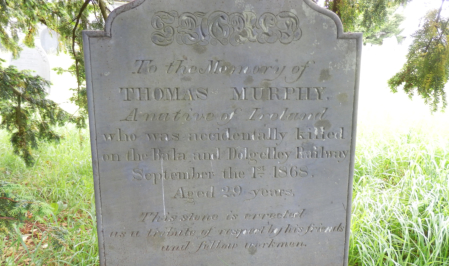 SACRED
To the Memory of
THOMAS MURPHY.
A native of Ireland
who was accidentally killed
on the Bala and Dolgelley Railway
September the 1st 1868.
Aged 29 years.
This stone is erected
as a tribute of respect by his friends
and fellow workmen.